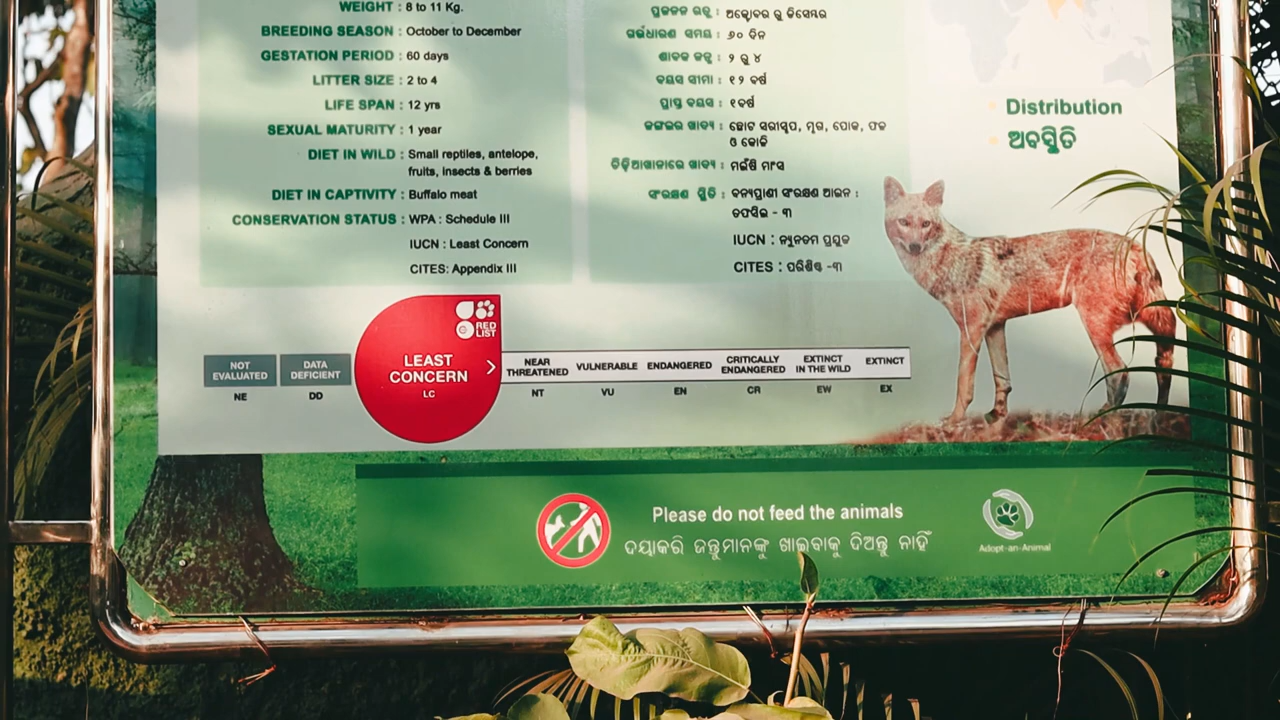 WEIGHT : 8 to 11 Kg.
BREEDING SEASON : October to December
GESTATION PERIOD : 60 days
LITTER SIZE : 2 to 4
LIFE SPAN : 12 yrs
SEXUAL MATURITY : 1 year
DIET IN WILD : Small reptiles, antelope,
fruits, insects & berries
DIET IN CAPTIVITY : Buffalo meat
CONSERVATION STATUS : WPA : Schedule III
IUCN : Least Concern
CITES: Appendix III
ପ୍ରଜନନ ଋତୁ : ଅକ୍ଟୋବର ରୁ ଡିସେମ୍ବର
ଗର୍ଭଧାରଣ ସମୟ : ୬୦ ଦିନ
ଶାବକ ଜନ୍ମ : ୨ ରୁ ୪
ବୟସ ସୀମା : ୧୨ ବର୍ଷ
ପ୍ରାପ୍ତ ବୟସ : ୧ବର୍ଷ
ଜଙ୍ଗଲର ଖାଦ୍ୟ : ଛୋଟ ସରୀସୃପ, ମୃଗ, ପୋକ, ଫଳ
ଓ କୋଳି
ଚିଡ଼ିଆଖାନାରେ ଖାଦ୍ୟ : ମଇଁଷି ମାଂସ
ସଂରକ୍ଷଣ ସ୍ଥିତି : ବନ୍ୟପ୍ରାଣୀ ସଂରକ୍ଷଣ ଆଇନ :
ତଫସିଲ - ୩
IUCN : ନ୍ୟୁନତମ ପ୍ରଯୁକ୍ତ
CITES : ପରିଶିଷ୍ଟ -୩
Distribution
ଅବସ୍ଥିତି
NOT EVALUATED
NE
DATA DEFICIENT
DD
RED LIST
LEAST CONCERN
LC
NEAR THREATENED
NT
VULNERABLE
VU
ENDANGERED
EN
CRITICALLY ENDANGERED
CR
EXTINCT IN THE WILD
EW
EXTINCT
EX
Please do not feed the animals
ଦୟାକରି ଜନ୍ତୁମାନଙ୍କୁ ଖାଇବାକୁ ଦିଅନ୍ତୁ ନାହିଁ
Adopt-an-Animal